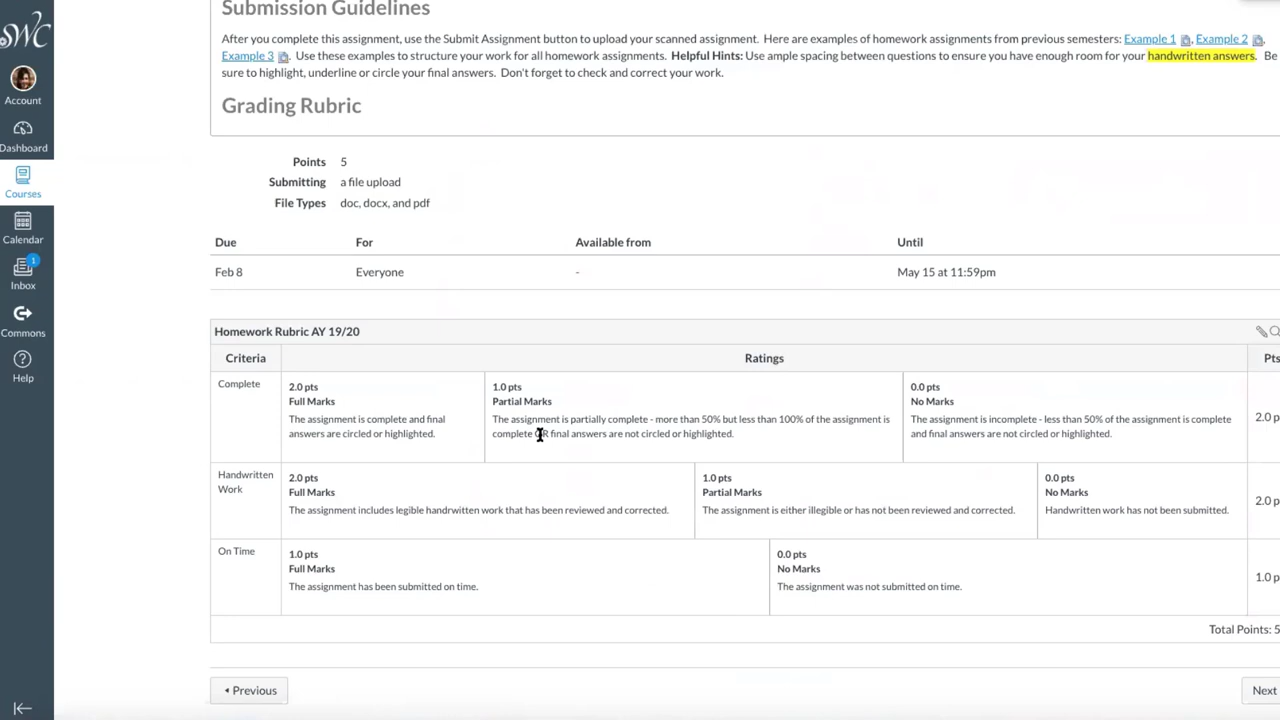 Submission Guidelines
After you complete this assignment, use the Submit Assignment button to upload your scanned assignment. Here are examples of homework assignments from previous semesters: Example 1, Example 2,
Example 3. Use these examples to structure your work for all homework assignments. Helpful Hints: Use ample spacing between questions to ensure you have enough room for your handwritten answers. Be
sure to highlight, underline or circle your final answers. Don't forget to check and correct your work.
Grading Rubric
SWC
Account
Dashboard
Courses
Calendar
1
Inbox
Commons
Help
Points 5
Submitting a file upload
File Types doc, docx, and pdf
Due For Available from Until
Feb 8 Everyone - May 15 at 11:59pm
Homework Rubric AY 19/20
Criteria Ratings Pts
Complete
2.0 pts
Full Marks
The assignment is complete and final
answers are circled or highlighted.
1.0 pts
Partial Marks
The assignment is partially complete - more than 50% but less than 100% of the assignment is
complete OR final answers are not circled or highlighted.
0.0 pts
No Marks
The assignment is incomplete - less than 50% of the assignment is complete
and final answers are not circled or highlighted.
2.0 p
Handwritten
Work
2.0 pts
Full Marks
The assignment includes legible handrwitten work that has been reviewed and corrected.
1.0 pts
Partial Marks
The assignment is either illegible or has not been reviewed and corrected.
0.0 pts
No Marks
Handwritten work has not been submitted.
2.0 p
On Time
1.0 pts
Full Marks
The assignment has been submitted on time.
0.0 pts
No Marks
The assignment was not submitted on time.
1.0 p
Total Points: 5
Previous
Next